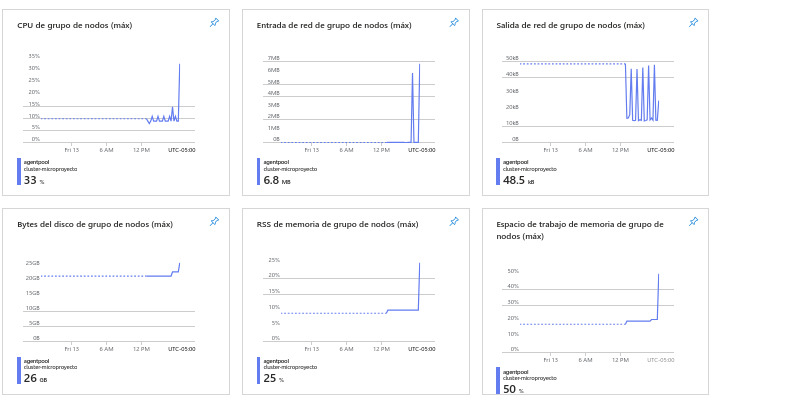 CPU de grupo de nodos (máx)
35%
30%
25%
20%
15%
10%
5%
0%
Fri 13 6 AM 12 PM UTC-05:00
agentpool
cluster-microproyecto
33 %
Entrada de red de grupo de nodos (máx)
7MB
6MB
5MB
4MB
3MB
2MB
1MB
0B
Fri 13 6 AM 12 PM UTC-05:00
agentpool
cluster-microproyecto
6.8 MB
Salida de red de grupo de nodos (máx)
50kB
40kB
30kB
20kB
10kB
0B
Fri 13 6 AM 12 PM UTC-05:00
agentpool
cluster-microproyecto
48.5 kB
Bytes del disco de grupo de nodos (máx)
25GB
20GB
15GB
10GB
5GB
0B
Fri 13 6 AM 12 PM UTC-05:00
agentpool
cluster-microproyecto
26 GB
RSS de memoria de grupo de nodos (máx)
25%
20%
15%
10%
5%
0%
Fri 13 6 AM 12 PM UTC-05:00
agentpool
cluster-microproyecto
25 %
Espacio de trabajo de memoria de grupo de
nodos (máx)
50%
40%
30%
20%
10%
0%
Fri 13 6 AM 12 PM UTC-05:00
agentpool
cluster-microproyecto
50 %